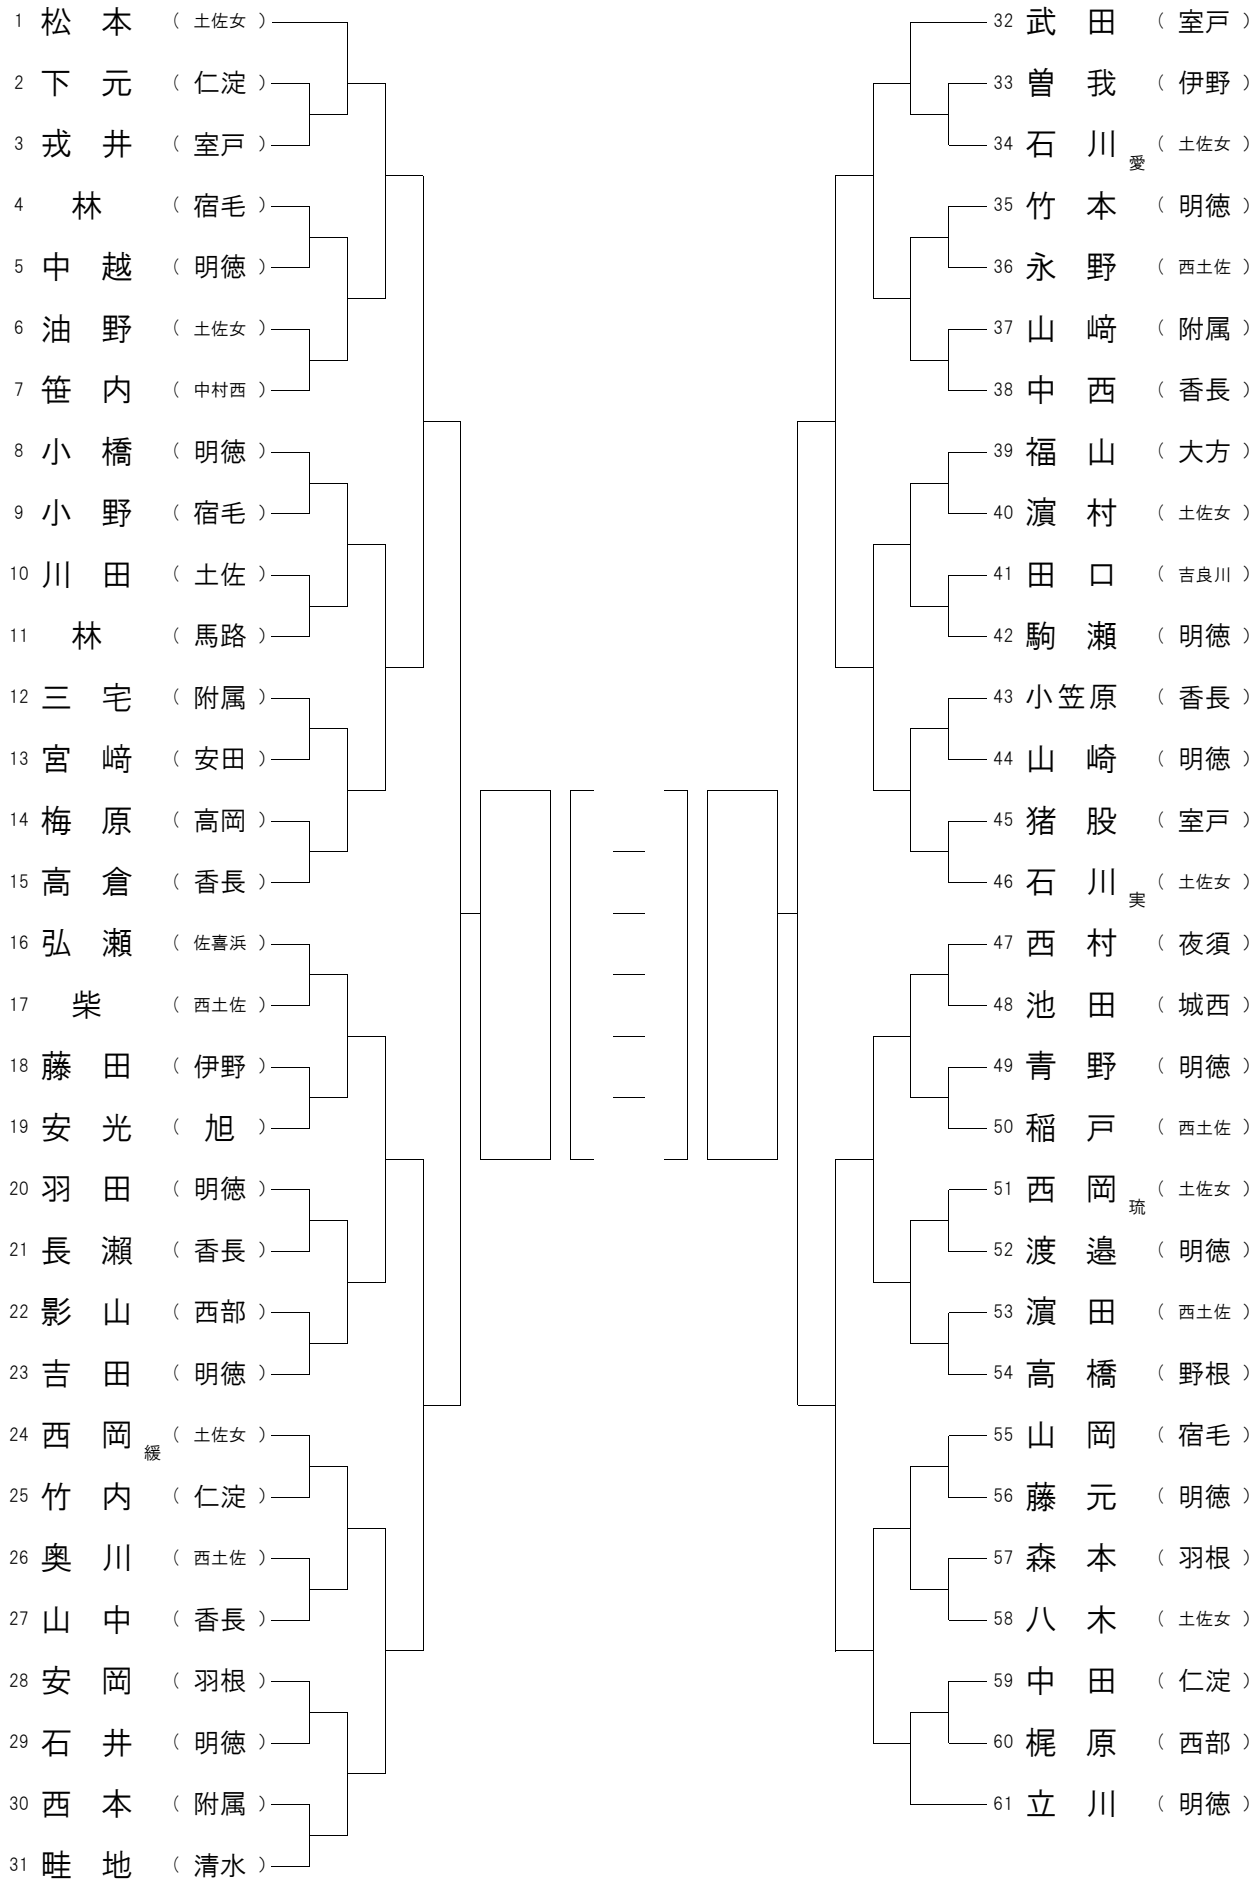 1 松本 （土佐女）
2 下元 （仁淀）
3 戎井 （室戸）
4 林 （宿毛）
5 中越 （明徳）
6 油野 （土佐女）
7 笹内 （中村西）
8 小橋 （明徳）
9 小野 （宿毛）
10 川田 （土佐）
11 林 （馬路）
12 三宅 （附属）
13 宮﨑 （安田）
14 梅原 （高岡）
15 高倉 （香長）
16 弘瀬 （佐喜浜）
17 柴 （西土佐）
18 藤田 （伊野）
19 安光 （旭）
20 羽田 （明徳）
21 長瀨 （香長）
22 影山 （西部）
23 吉田 （明徳）
24 西岡 緩 （土佐女）
25 竹内 （仁淀）
26 奥川 （西土佐）
27 山中 （香長）
28 安岡 （羽根）
29 石井 （明徳）
30 西本 （附属）
31 畦地 （清水）
32 武田 （室戸）
33 曽我 （伊野）
34 石川 愛 （土佐女）
35 竹本 （明徳）
36 永野 （西土佐）
37 山﨑 （附属）
38 中西 （香長）
39 福山 （大方）
40 濵村 （土佐女）
41 田口 （吉良川）
42 駒瀬 （明徳）
43 小笠原 （香長）
44 山崎 （明徳）
45 猪股 （室戸）
46 石川 実 （土佐女）
47 西村 （夜須）
48 池田 （城西）
49 青野 （明徳）
50 稲戸 （西土佐）
51 西岡 琉 （土佐女）
52 渡邉 （明徳）
53 濵田 （西土佐）
54 高橋 （野根）
55 山岡 （宿毛）
56 藤元 （明徳）
57 森本 （羽根）
58 八木 （土佐女）
59 中田 （仁淀）
60 梶原 （西部）
61 立川 （明徳）